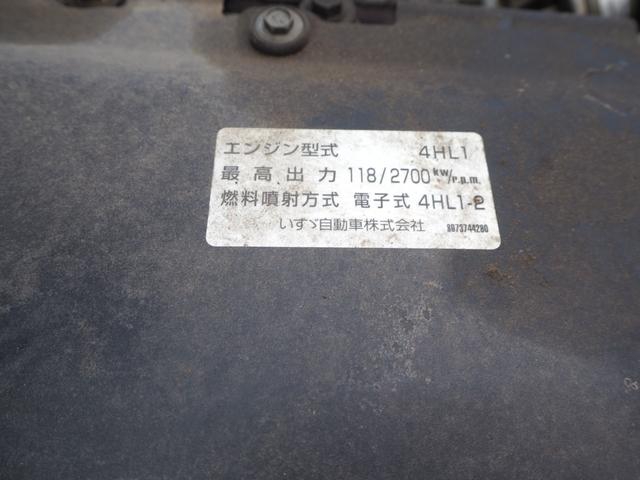 エンジン型式 4HL1
最高出力 118/2700 kw/r.p.m.
燃料噴射方式 電子式 4HL1-2
いすゞ自動車株式会社 8973744280